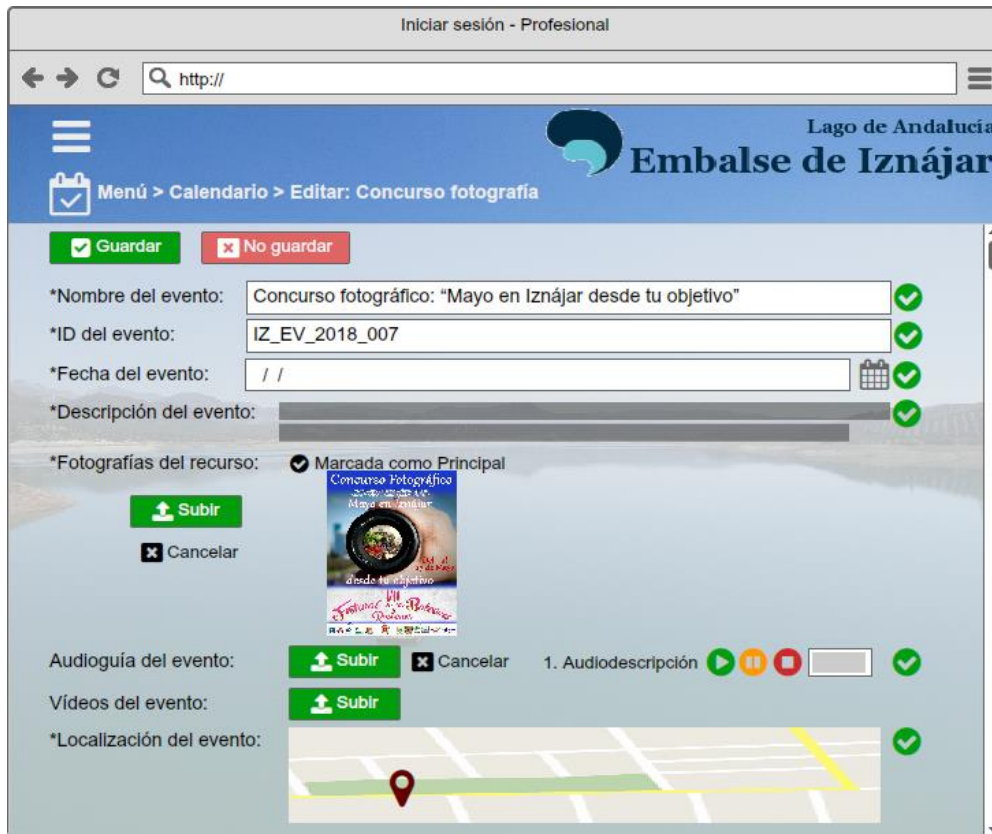 Iniciar sesión - Profesional
http://
Lago de Andalucía
Embalse de Iznájar
Menú > Calendario > Editar: Concurso fotografía
Guardar No guardar
*Nombre del evento: Concurso fotográfico: “Mayo en Iznájar desde tu objetivo”
*ID del evento: IZ_EV_2018_007
*Fecha del evento: / /
*Descripción del evento:
*Fotografías del recurso: Marcada como Principal
Concurso Fotográfico
Mayo en Iznájar
Subir
Cancelar
desde tu objetivo
Audioguía del evento: Subir Cancelar 1. Audiodescripción
Vídeos del evento: Subir
*Localización del evento: